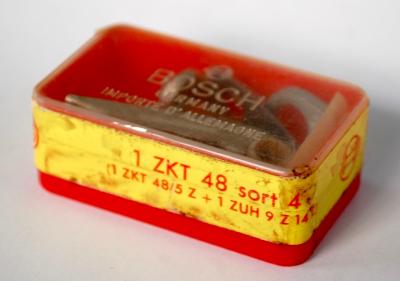 BOSCH
GERMANY
IMPORTÉ D'ALLEMAGNE
1 ZKT 48 sort 4
(1 ZKT 48/5 Z + 1 ZUH 9 Z 14